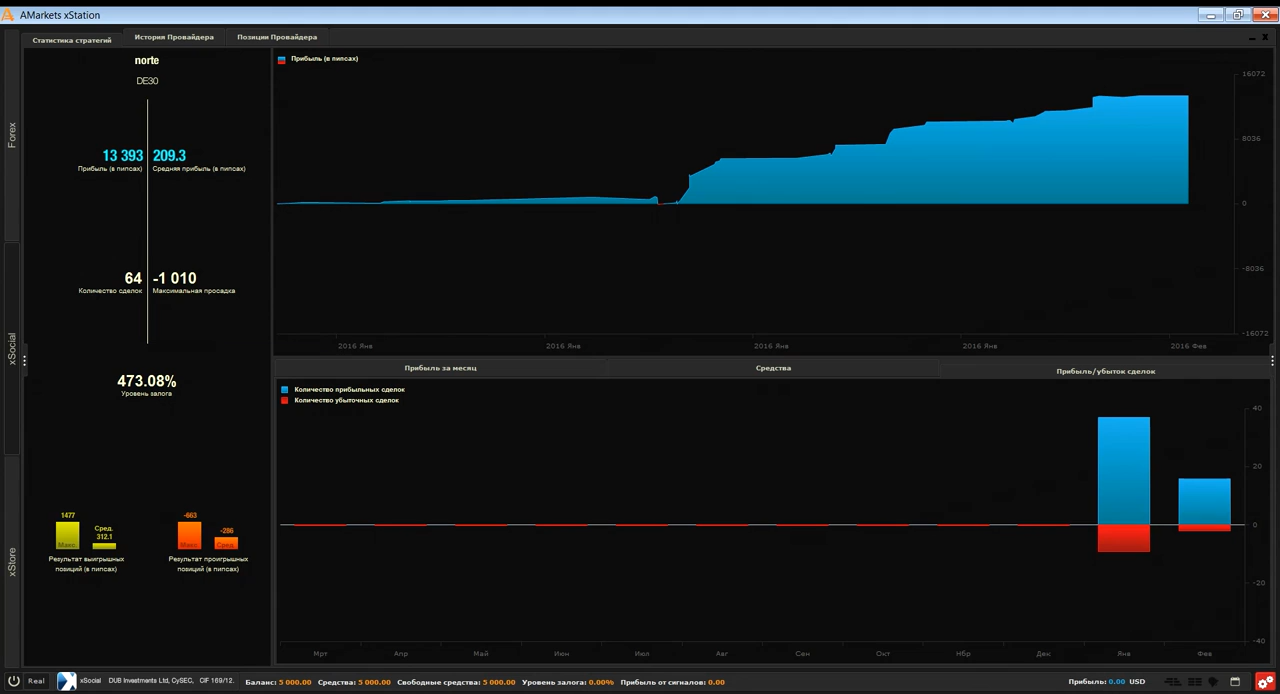 AMarkets xStation
Статистика стратегий
История Провайдера
Позиции Провайдера
Forex
xSocial
xStore
norte
DE30
13 393
Прибыль (в пипсах)
209.3
Средняя прибыль (в пипсах)
64
Количество сделок
-1 010
Максимальная просадка
473.08%
Уровень залога
1477
Макс.
Сред.
312.1
Результат выигрышных
позиций (в пипсах)
-663
Макс.
-286
Сред.
Результат проигрышных
позиций (в пипсах)
Прибыль (в пипсах)
16072
8036
0
-8036
-16072
2016 Янв
2016 Янв
2016 Янв
2016 Янв
2016 Фев
Прибыль за месяц
Средства
Прибыль/убыток сделок
Количество прибыльных сделок
Количество убыточных сделок
40
20
0
-20
-40
Мрт
Апр
Май
Июн
Июл
Авг
Сен
Окт
Нбр
Дек
Янв
Фев
Real
xSocial
DUB Investments Ltd, CySEC, CIF 169/12.
Баланс: 5 000.00 Средства: 5 000.00 Свободные средства: 5 000.00 Уровень залога: 0.00% Прибыль от сигналов: 0.00
Прибыль: 0.00 USD